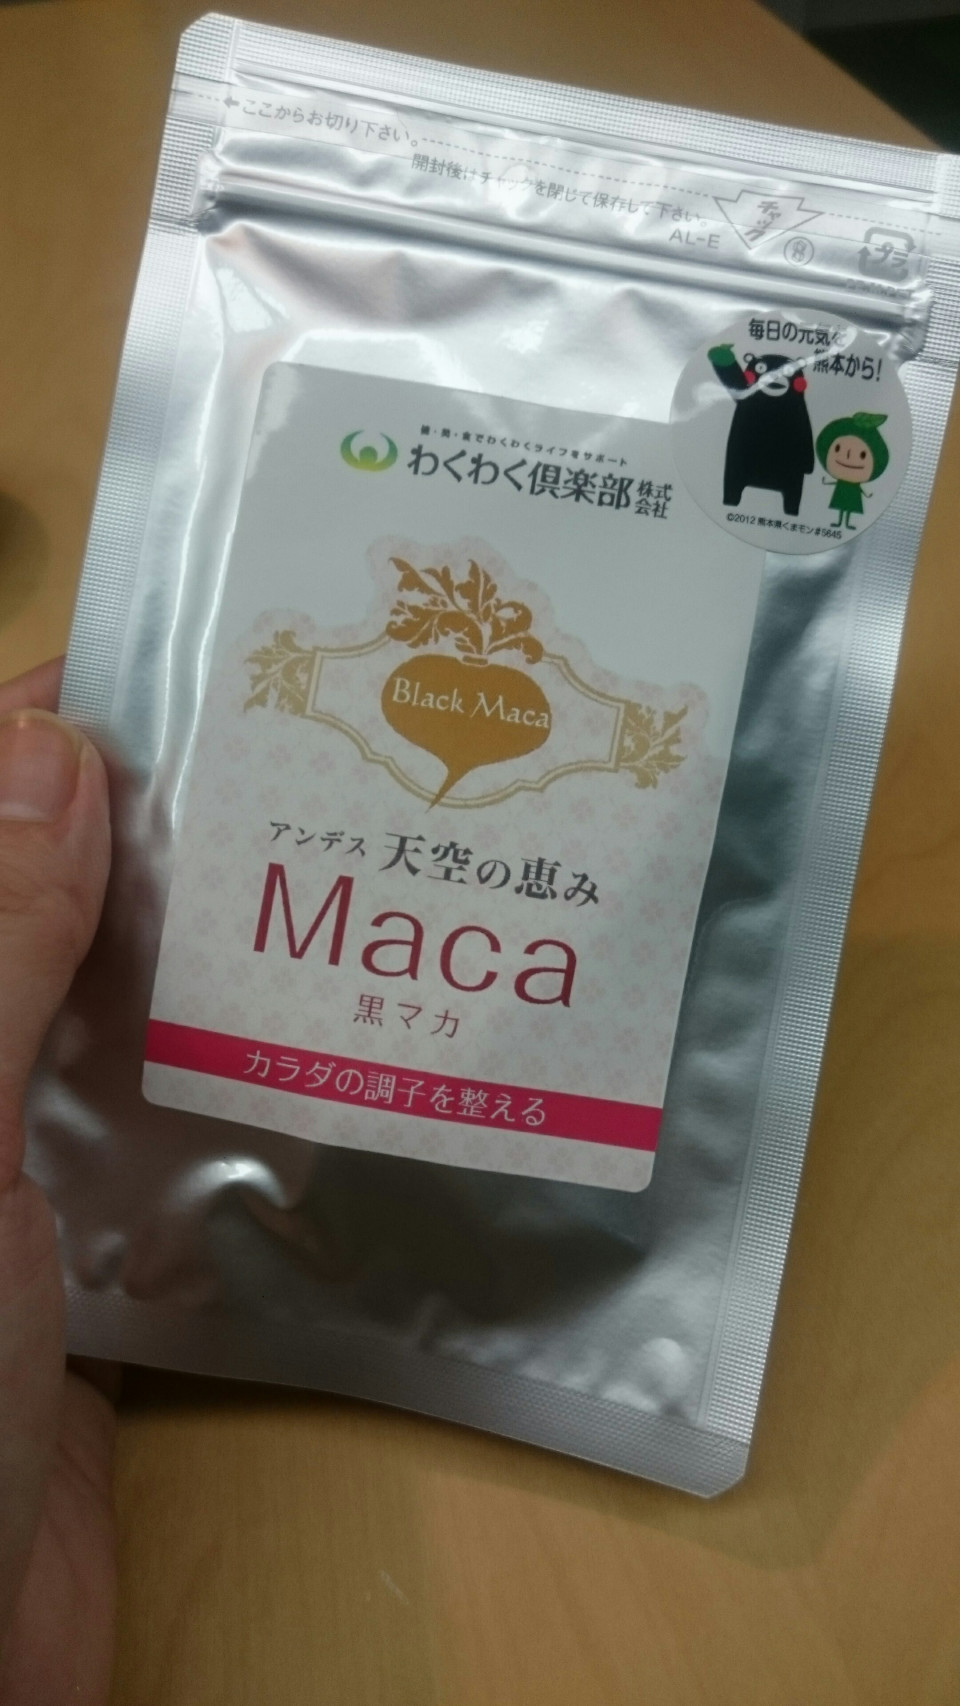 ここからお切り下さい。
開封後はチャックを閉じて保存して下さい。
チャック
AL-E
プラ
毎日の元気を
熊本から!
©2012 熊本県くまモン#5645
健・美・食でわくわくライフをサポート
わくわく倶楽部 株式会社
Black Maca
アンデス 天空の恵み
Maca
黒マカ
カラダの調子を整える